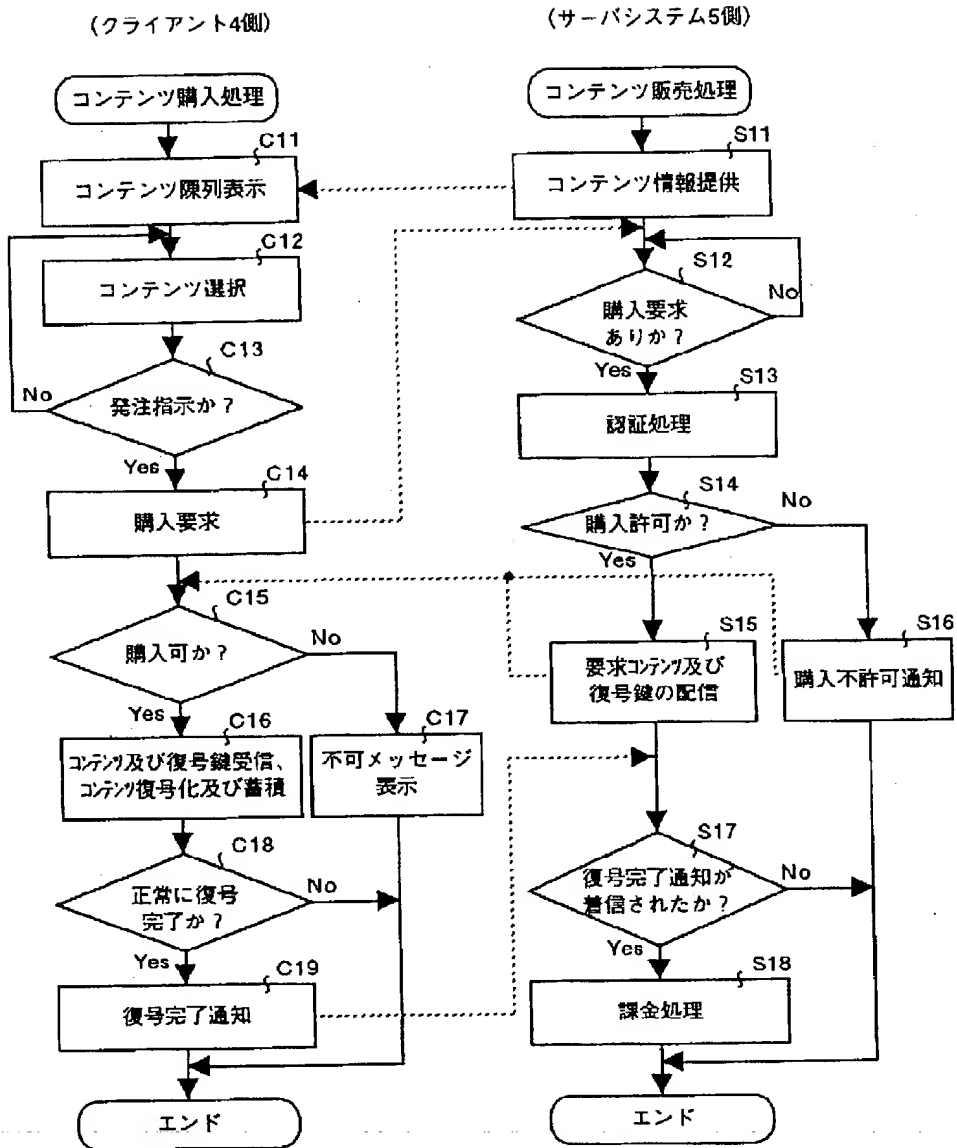 (クライアント4側)
コンテンツ購入処理
C11
コンテンツ陳列表示
C12
コンテンツ選択
C13
発注指示か?
No
Yes
C14
購入要求
C15
購入可か?
No
Yes
C16
コンテンツ及び復号鍵受信、
コンテンツ復号化及び蓄積
C17
不可メッセージ
表示
C18
正常に復号
完了か?
No
Yes
C19
復号完了通知
エンド
(サーバシステム5側)
コンテンツ販売処理
S11
コンテンツ情報提供
S12
購入要求
ありか?
No
Yes
S13
認証処理
S14
購入許可か?
No
Yes
S15
要求コンテンツ及び
復号鍵の配信
S16
購入不許可通知
S17
復号完了通知が
着信されたか?
No
Yes
S18
課金処理
エンド